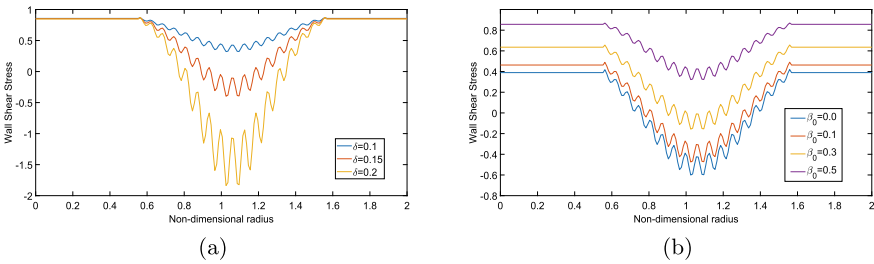 1
0.5
0
-0.5
-1
-1.5
-2
Wall Shear Stress
0 0.2 0.4 0.6 0.8 1.0 1.2 1.4 1.6 1.8 2
Non-dimensional radius
δ=0.1
δ=0.15
δ=0.2
(a)
0.8
0.6
0.4
0.2
0
-0.2
-0.4
-0.6
-0.8
Wall Shear Stress
0 0.2 0.4 0.6 0.8 1.0 1.2 1.4 1.6 1.8 2
Non-dimensional radius
β₀=0.0
β₀=0.1
β₀=0.3
β₀=0.5
(b)